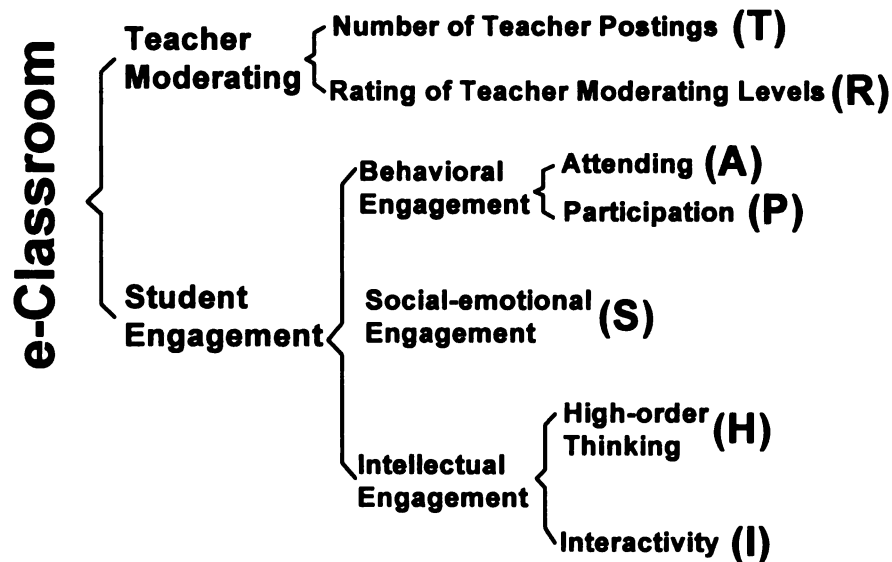 e-Classroom
Teacher
Moderating
Number of Teacher Postings (T)
Rating of Teacher Moderating Levels (R)
Student
Engagement
Behavioral
Engagement
Attending (A)
Participation (P)
Social-emotional
Engagement (S)
Intellectual
Engagement
High-order
Thinking (H)
Interactivity (I)